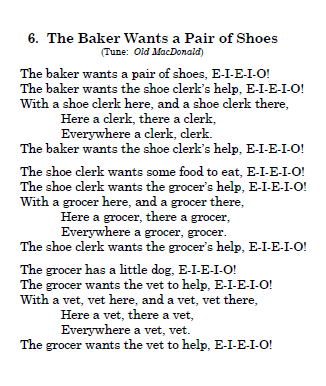 6. The Baker Wants a Pair of Shoes
(Tune: Old MacDonald)
The baker wants a pair of shoes, E-I-E-I-O!
The baker wants the shoe clerk's help, E-I-E-I-O!
With a shoe clerk here, and a shoe clerk there,
Here a clerk, there a clerk,
Everywhere a clerk, clerk.
The baker wants the shoe clerk's help, E-I-E-I-O!
The shoe clerk wants some food to eat, E-I-E-I-O!
The shoe clerk wants the grocer's help, E-I-E-I-O!
With a grocer here, and a grocer there,
Here a grocer, there a grocer,
Everywhere a grocer, grocer.
The shoe clerk wants the grocer's help, E-I-E-I-O!
The grocer has a little dog, E-I-E-I-O!
The grocer wants the vet to help, E-I-E-I-O!
With a vet, vet here, and a vet, vet there,
Here a vet, there a vet,
Everywhere a vet, vet.
The grocer wants the vet to help, E-I-E-I-O!